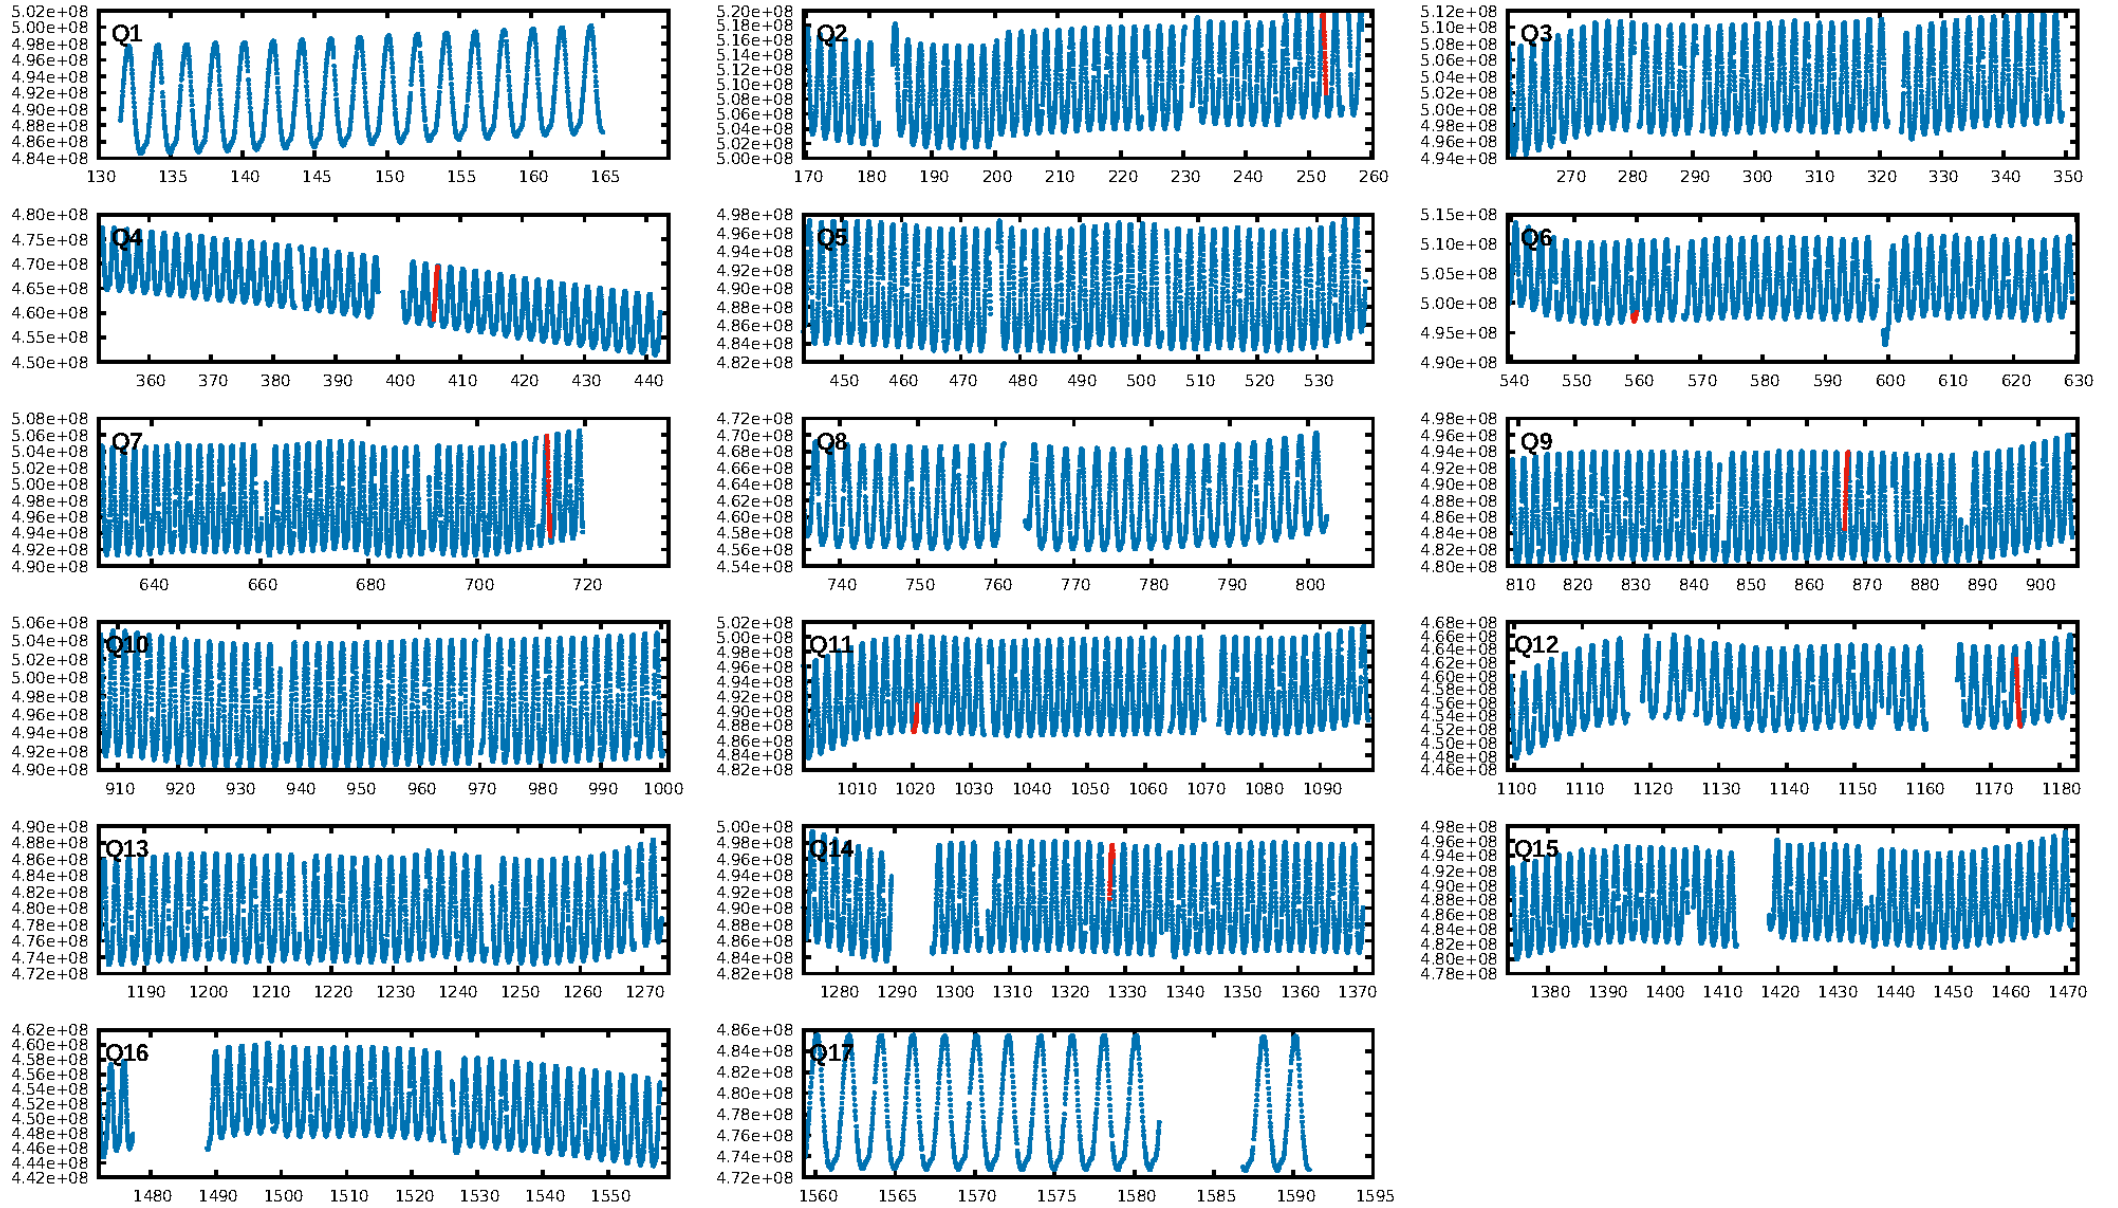 5.02e+08 5.00e+08 4.98e+08 4.96e+08 4.94e+08 4.92e+08 4.90e+08 4.88e+08 4.86e+08 4.84e+08
Q1
130 135 140 145 150 155 160 165
5.20e+08 5.18e+08 5.16e+08 5.14e+08 5.12e+08 5.10e+08 5.08e+08 5.06e+08 5.04e+08 5.02e+08 5.00e+08
Q2
170 180 190 200 210 220 230 240 250 260
5.12e+08 5.10e+08 5.08e+08 5.06e+08 5.04e+08 5.02e+08 5.00e+08 4.98e+08 4.96e+08 4.94e+08
Q3
270 280 290 300 310 320 330 340 350
4.80e+08 4.75e+08 4.70e+08 4.65e+08 4.60e+08 4.55e+08 4.50e+08
Q4
360 370 380 390 400 410 420 430 440
4.98e+08 4.96e+08 4.94e+08 4.92e+08 4.90e+08 4.88e+08 4.86e+08 4.84e+08 4.82e+08
Q5
450 460 470 480 490 500 510 520 530
5.15e+08 5.10e+08 5.05e+08 5.00e+08 4.95e+08 4.90e+08
Q6
540 550 560 570 580 590 600 610 620 630
5.08e+08 5.06e+08 5.04e+08 5.02e+08 5.00e+08 4.98e+08 4.96e+08 4.94e+08 4.92e+08 4.90e+08
Q7
640 660 680 700 720
4.72e+08 4.70e+08 4.68e+08 4.66e+08 4.64e+08 4.62e+08 4.60e+08 4.58e+08 4.56e+08 4.54e+08
Q8
740 750 760 770 780 790 800
4.98e+08 4.96e+08 4.94e+08 4.92e+08 4.90e+08 4.88e+08 4.86e+08 4.84e+08 4.82e+08 4.80e+08
Q9
810 820 830 840 850 860 870 880 890 900
5.06e+08 5.04e+08 5.02e+08 5.00e+08 4.98e+08 4.96e+08 4.94e+08 4.92e+08 4.90e+08
Q10
910 920 930 940 950 960 970 980 990 1000
5.02e+08 5.00e+08 4.98e+08 4.96e+08 4.94e+08 4.92e+08 4.90e+08 4.88e+08 4.86e+08 4.84e+08 4.82e+08
Q11
1010 1020 1030 1040 1050 1060 1070 1080 1090
4.68e+08 4.66e+08 4.64e+08 4.62e+08 4.60e+08 4.58e+08 4.56e+08 4.54e+08 4.52e+08 4.50e+08 4.48e+08 4.46e+08
Q12
1100 1110 1120 1130 1140 1150 1160 1170 1180
4.90e+08 4.88e+08 4.86e+08 4.84e+08 4.82e+08 4.80e+08 4.78e+08 4.76e+08 4.74e+08 4.72e+08
Q13
1190 1200 1210 1220 1230 1240 1250 1260 1270
5.00e+08 4.98e+08 4.96e+08 4.94e+08 4.92e+08 4.90e+08 4.88e+08 4.86e+08 4.84e+08 4.82e+08
Q14
1280 1290 1300 1310 1320 1330 1340 1350 1360 1370
4.98e+08 4.96e+08 4.94e+08 4.92e+08 4.90e+08 4.88e+08 4.86e+08 4.84e+08 4.82e+08 4.80e+08 4.78e+08
Q15
1380 1390 1400 1410 1420 1430 1440 1450 1460 1470
4.62e+08 4.60e+08 4.58e+08 4.56e+08 4.54e+08 4.52e+08 4.50e+08 4.48e+08 4.46e+08 4.44e+08 4.42e+08
Q16
1480 1490 1500 1510 1520 1530 1540 1550
4.86e+08 4.84e+08 4.82e+08 4.80e+08 4.78e+08 4.76e+08 4.74e+08 4.72e+08
Q17
1560 1565 1570 1575 1580 1585 1590 1595